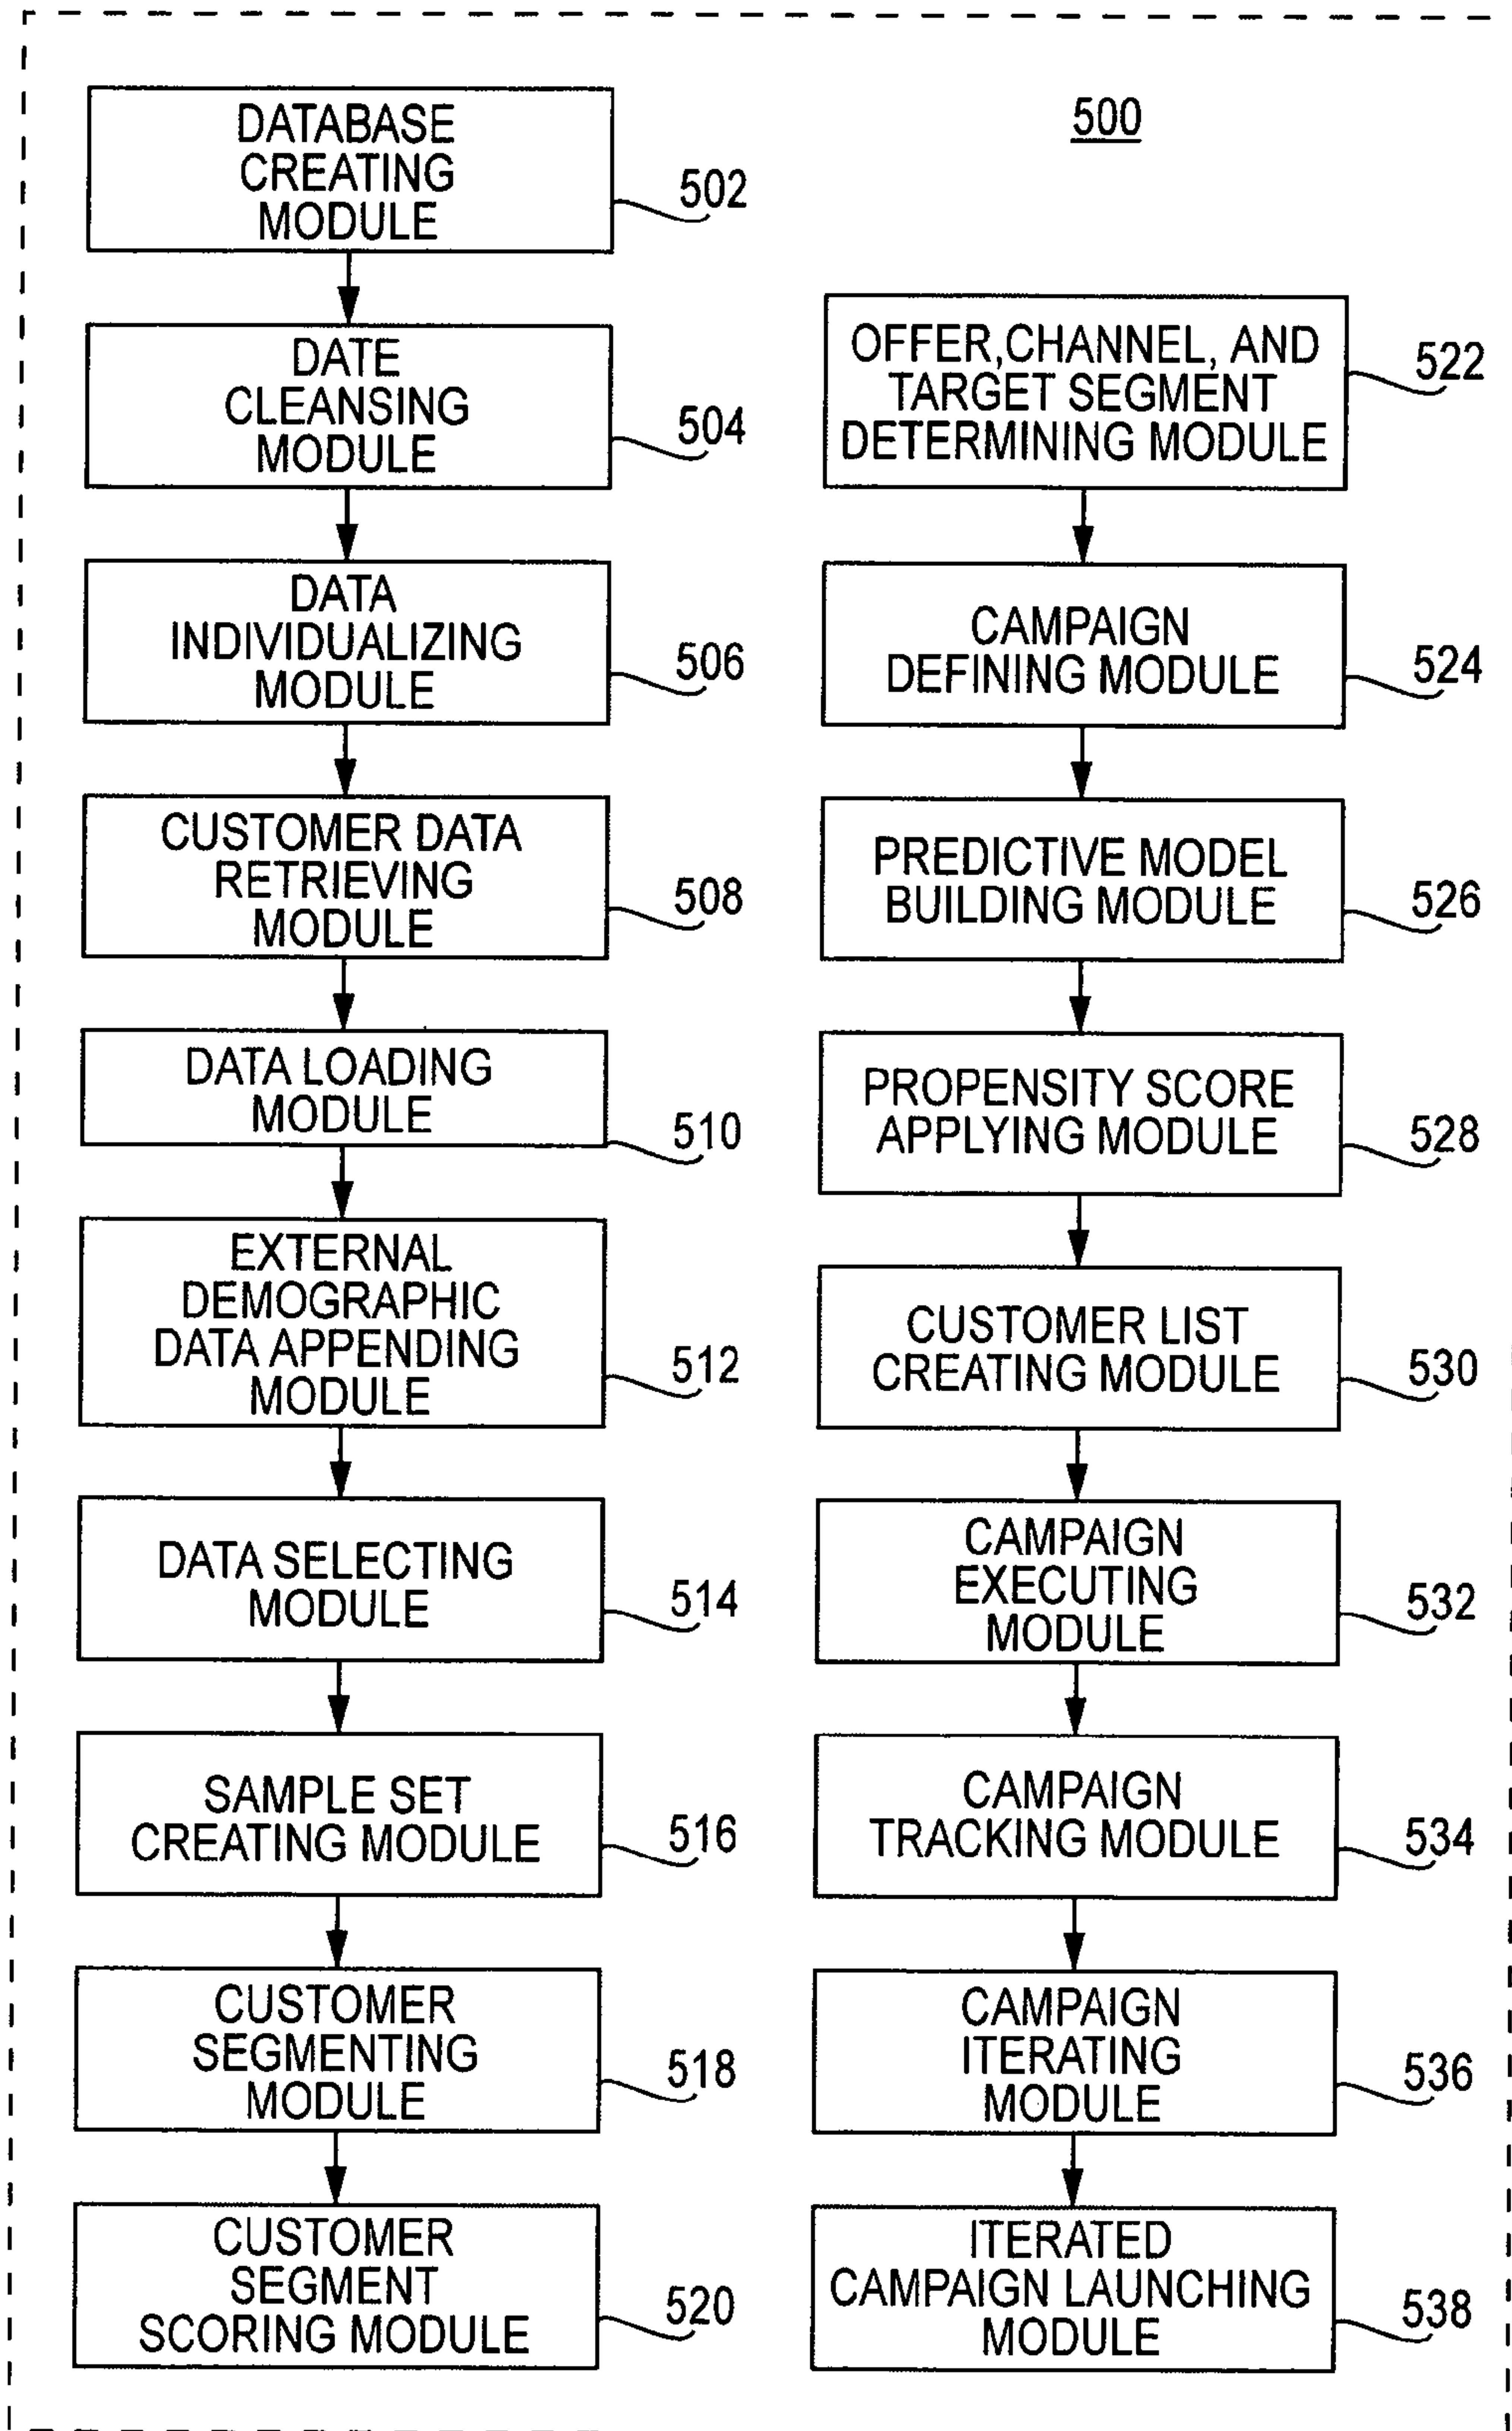 500
DATABASE
CREATING
MODULE
502
DATE
CLEANSING
MODULE
504
DATA
INDIVIDUALIZING
MODULE
506
CUSTOMER DATA
RETRIEVING
MODULE
508
DATA LOADING
MODULE
510
EXTERNAL
DEMOGRAPHIC
DATA APPENDING
MODULE
512
DATA SELECTING
MODULE
514
SAMPLE SET
CREATING MODULE
516
CUSTOMER
SEGMENTING
MODULE
518
CUSTOMER
SEGMENT
SCORING MODULE
520
OFFER, CHANNEL, AND
TARGET SEGMENT
DETERMINING MODULE
522
CAMPAIGN
DEFINING MODULE
524
PREDICTIVE MODEL
BUILDING MODULE
526
PROPENSITY SCORE
APPLYING MODULE
528
CUSTOMER LIST
CREATING MODULE
530
CAMPAIGN
EXECUTING
MODULE
532
CAMPAIGN
TRACKING MODULE
534
CAMPAIGN
ITERATING
MODULE
536
ITERATED
CAMPAIGN LAUNCHING
MODULE
538